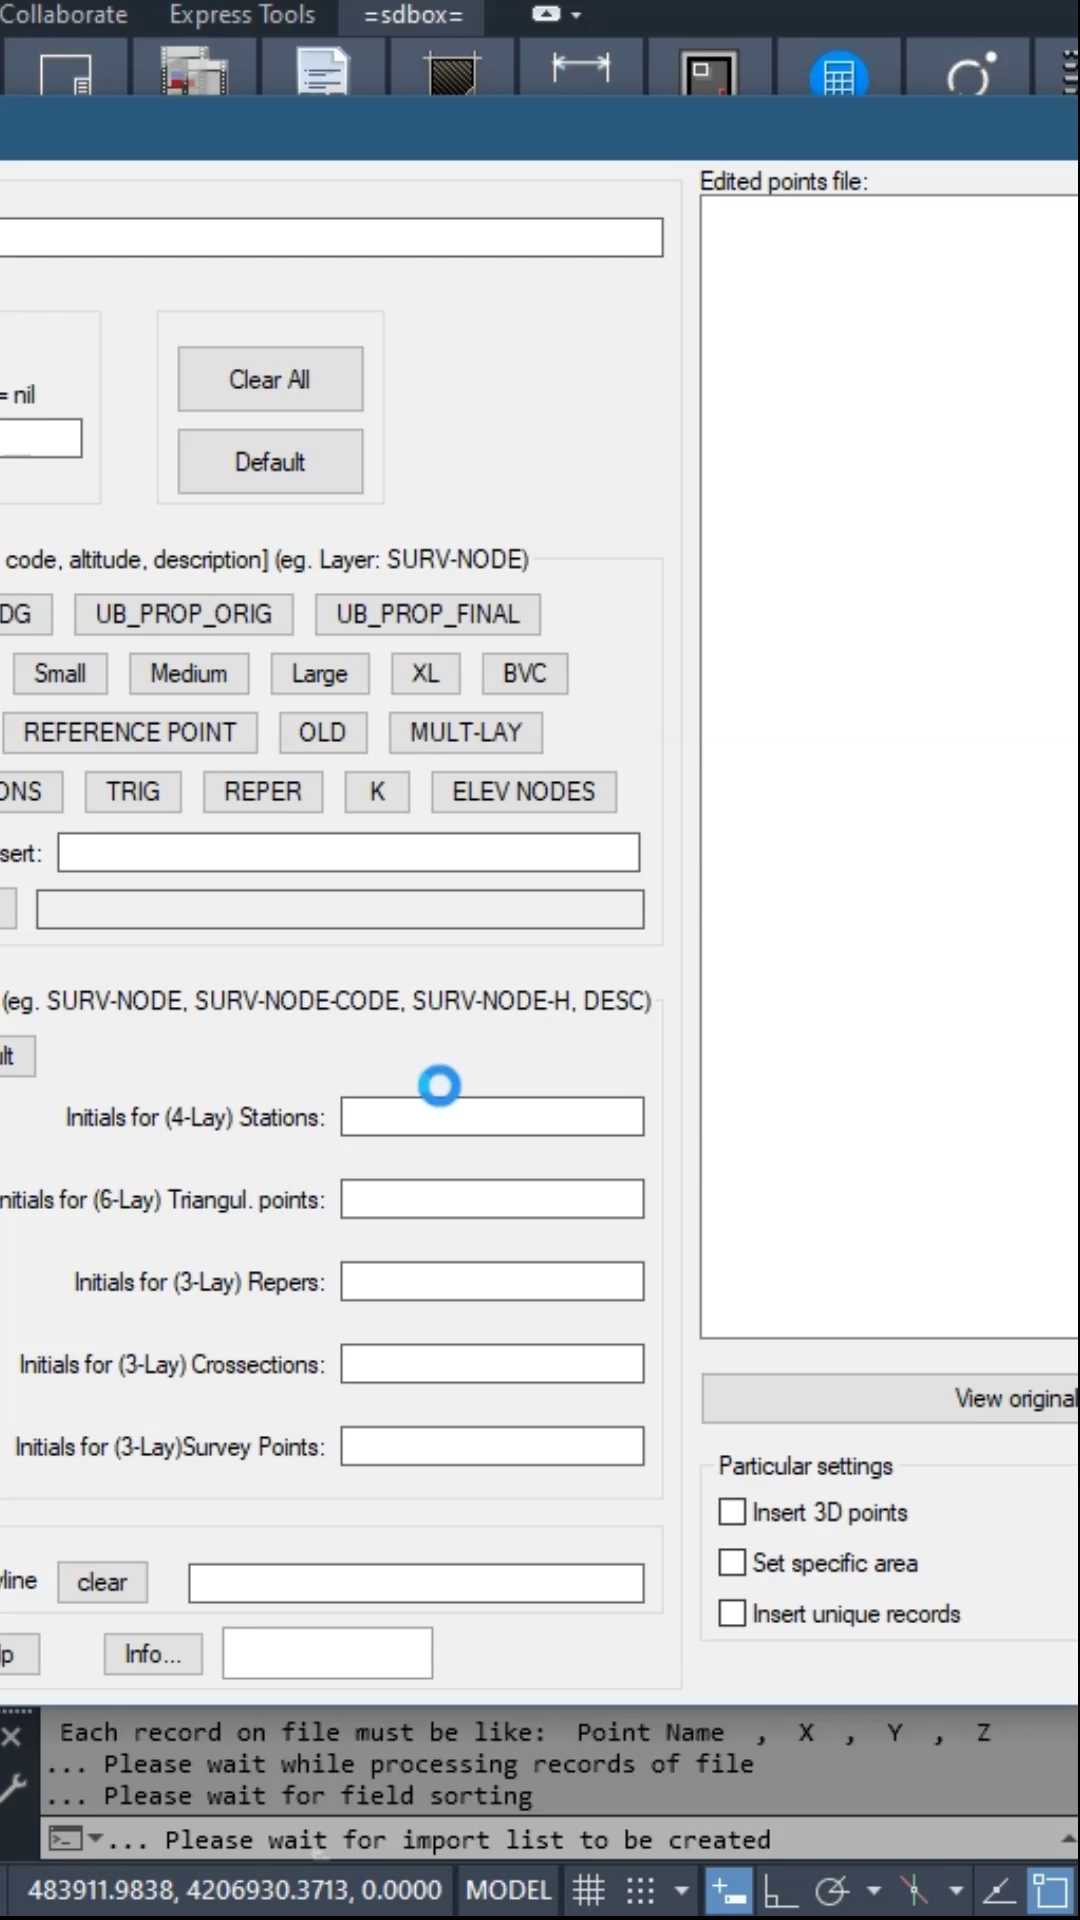 Collaborate Express Tools =sdbox=
Edited points file:
= nil
Clear All
Default
code, altitude, description] (eg. Layer: SURV-NODE)
DG UB_PROP_ORIG UB_PROP_FINAL
Small Medium Large XL BVC
REFERENCE POINT OLD MULT-LAY
ONS TRIG REPER K ELEV NODES
sert:
(eg. SURV-NODE, SURV-NODE-CODE, SURV-NODE-H, DESC)
ult
Initials for (4-Lay) Stations:
nitials for (6-Lay) Triangul. points:
Initials for (3-Lay) Repers:
Initials for (3-Lay) Crossections:
Initials for (3-Lay)Survey Points:
View original
Particular settings
Insert 3D points
Set specific area
Insert unique records
yline clear
lp Info...
Each record on file must be like: Point Name , X , Y , Z
... Please wait while processing records of file
... Please wait for field sorting
... Please wait for import list to be created
483911.9838, 4206930.3713, 0.0000 MODEL